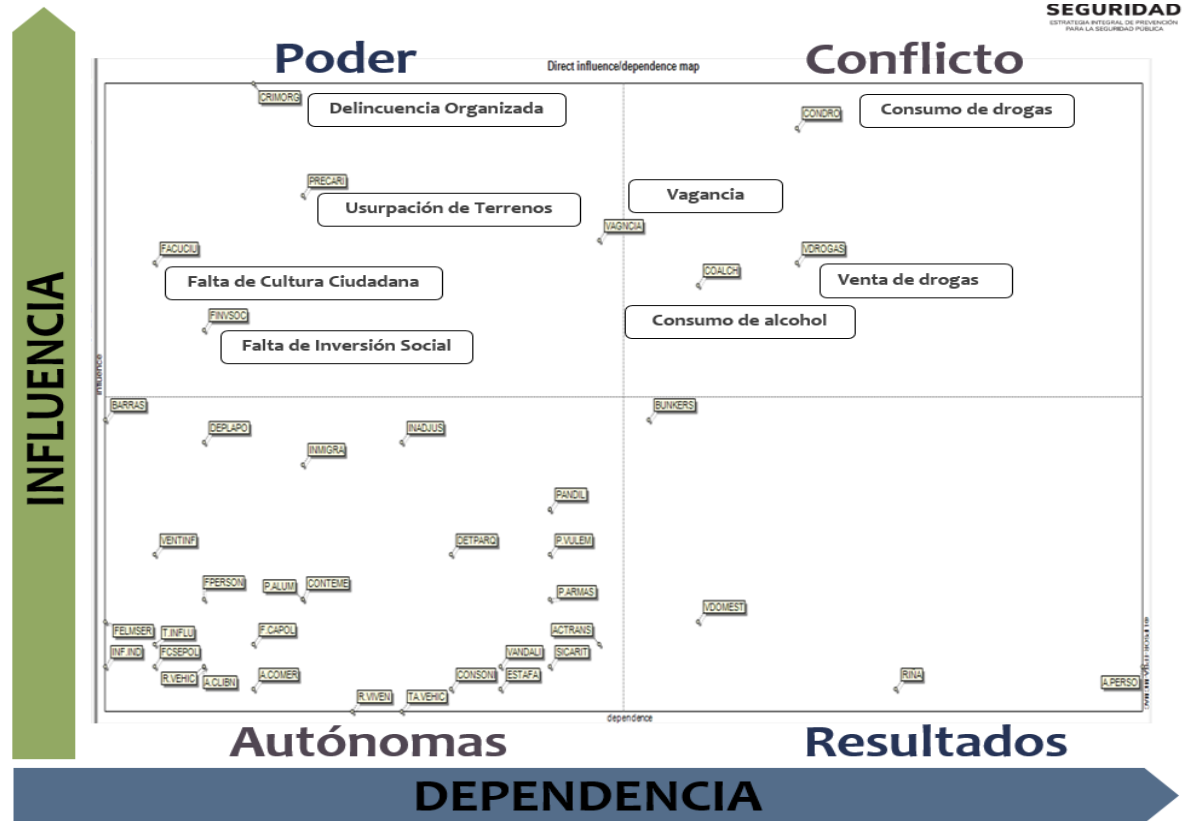 SEGURIDAD
ESTRATEGIA INTEGRAL DE PREVENCIÓN
PARA LA SEGURIDAD PÚBLICA
Poder
Direct influence/dependence map
Conflicto
CRIMORG
Delincuencia Organizada
CONDRO
Consumo de drogas
PRECARI
Usurpación de Terrenos
Vagancia
VAGNCIA
FACUCIU
Falta de Cultura Ciudadana
VDROGAS
COALCH
Venta de drogas
FINVSOC
Falta de Inversión Social
Consumo de alcohol
INFLUENCIA
influence
BARRAS
BUNKERS
DEPLAPO
INADJUS
INMIGRA
PANDIL
VENTINF
DETPARQ
P.VULEM
FPERSON
P.ALUM
CONTEME
P.ARMAS
VDOMEST
FELMSER
T.INFLU
F.CAPOL
ACTRANS
INF.IND
FCSEPOL
VANDALI
SICARIT
R.VEHIC
A.CLIBN
A.COMER
CONSONI
ESTAFA
RIÑA
A.PERSO
R.VIVEN
TA.VEHIC
dependence
Autónomas
Resultados
DEPENDENCIA